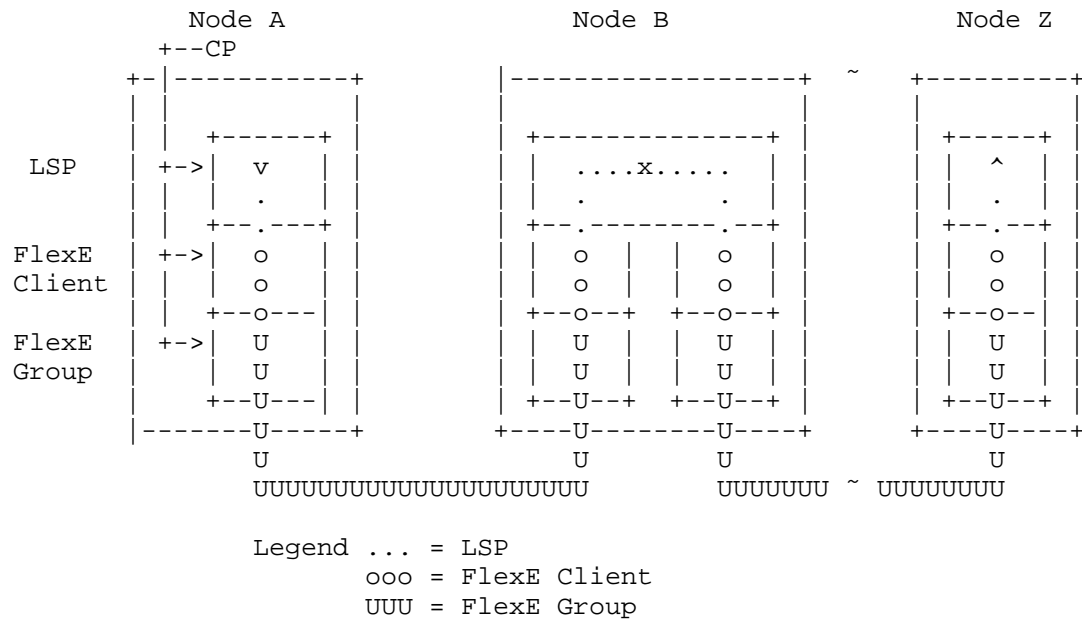 Node A                    Node B                    Node Z
          +--CP
        +-|-----------+         |------------------+  ~    +---------+
        | |           |         |                  |       |         |
        | |  +------+ |         | +--------------+ |       | +-----+ |
 LSP    | +->|  v   | |         | |  ....x.....  | |       | |  ^  | |
        | |  |  .   | |         | |  .        .  | |       | |  .  | |
        | |  +--.---+ |         | +--.--------.--+ |       | +--.--+ |
FlexE   | +->|  o   | |         | |  o  |  |  o  | |       | |  o  | |
Client  | |  |  o   | |         | |  o  |  |  o  | |       | |  o  | |
        | |  +--o---| |         | +--o--+  +--o--+ |       | +--o--| |
FlexE   | +->|  U   | |         | |  U  |  |  U  | |       | |  U  | |
Group   |    |  U   | |         | |  U  |  |  U  | |       | |  U  | |
        |    +--U---| |         | +--U--+  +--U--+ |       | +--U--+ |
        |-------U-----+         +----U--------U----+       +----U----+
                U                    U        U                 U
                UUUUUUUUUUUUUUUUUUUUUU        UUUUUUU ~ UUUUUUUU
Legend ... = LSP
ooo = FlexE Client
UUU = FlexE Group